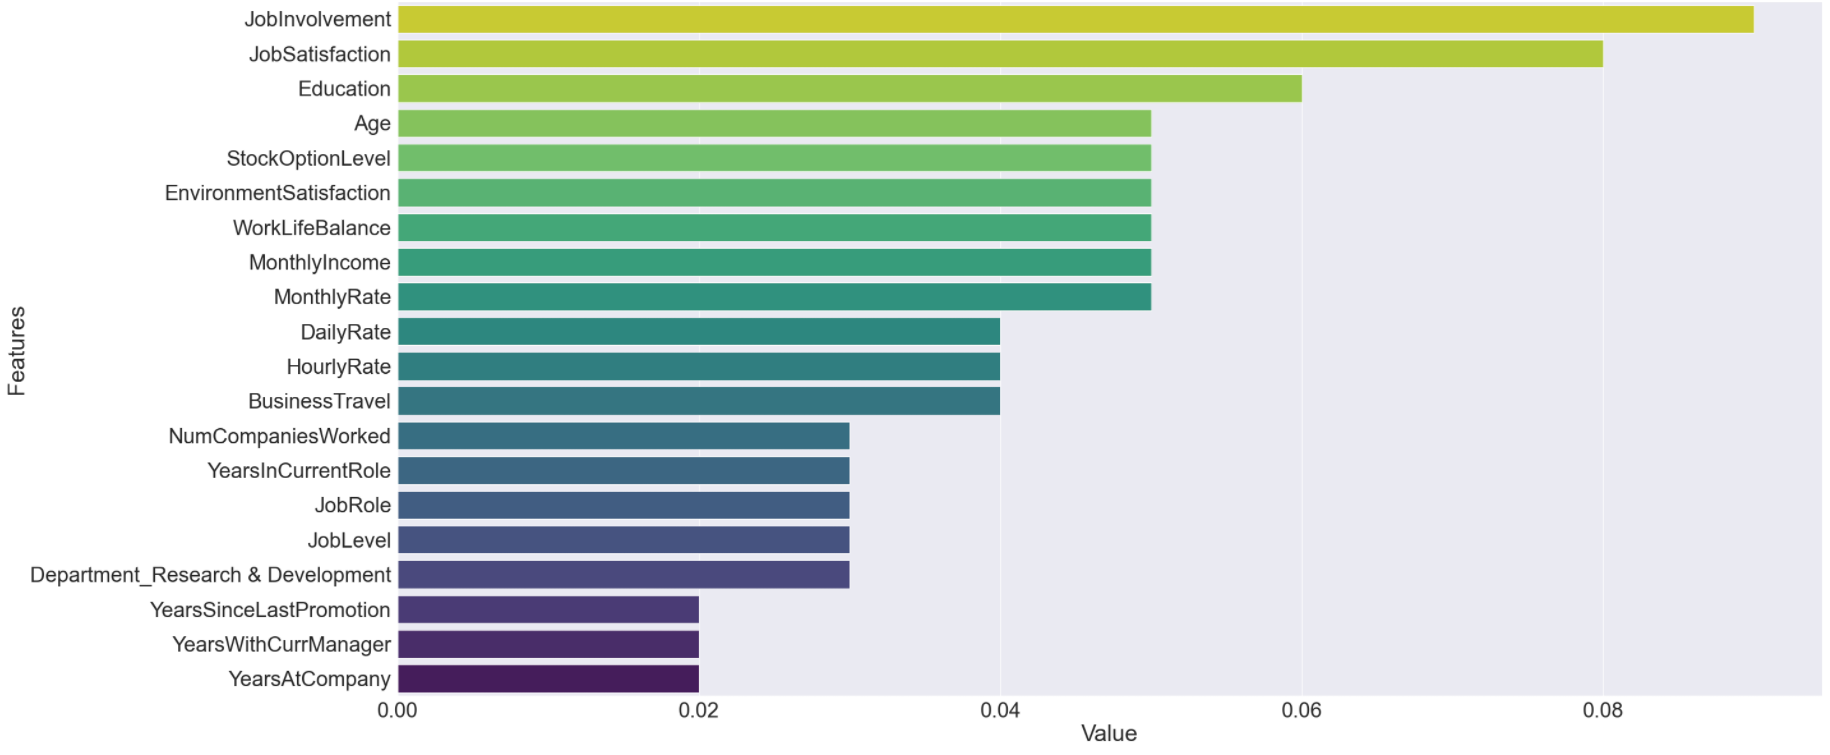 JobInvolvement
JobSatisfaction
Education
Age
StockOptionLevel
EnvironmentSatisfaction
WorkLifeBalance
MonthlyIncome
MonthlyRate
DailyRate
HourlyRate
BusinessTravel
NumCompaniesWorked
YearsInCurrentRole
JobRole
JobLevel
Department_Research & Development
YearsSinceLastPromotion
YearsWithCurrManager
YearsAtCompany
Features
0.00 0.02 0.04 0.06 0.08
Value